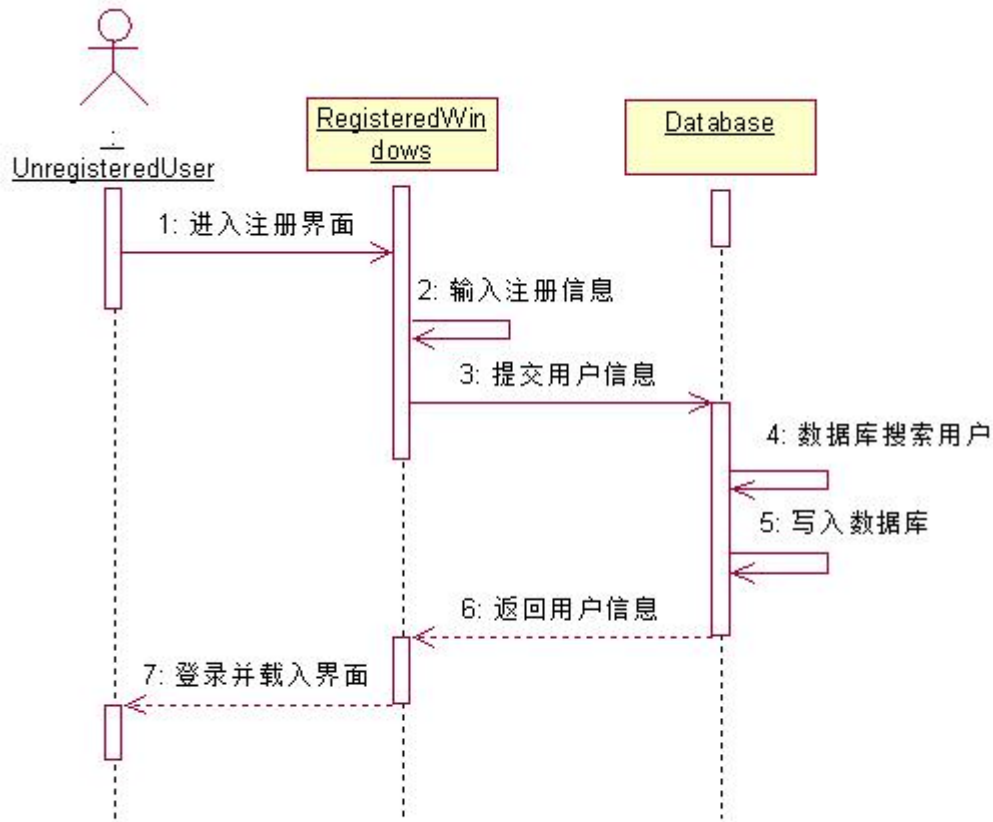 :
UnregisteredUser
RegisteredWin
dows
Database
1: 进入注册界面
2: 输入注册信息
3: 提交用户信息
4: 数据库搜索用户
5: 写入数据库
6: 返回用户信息
7: 登录并载入界面